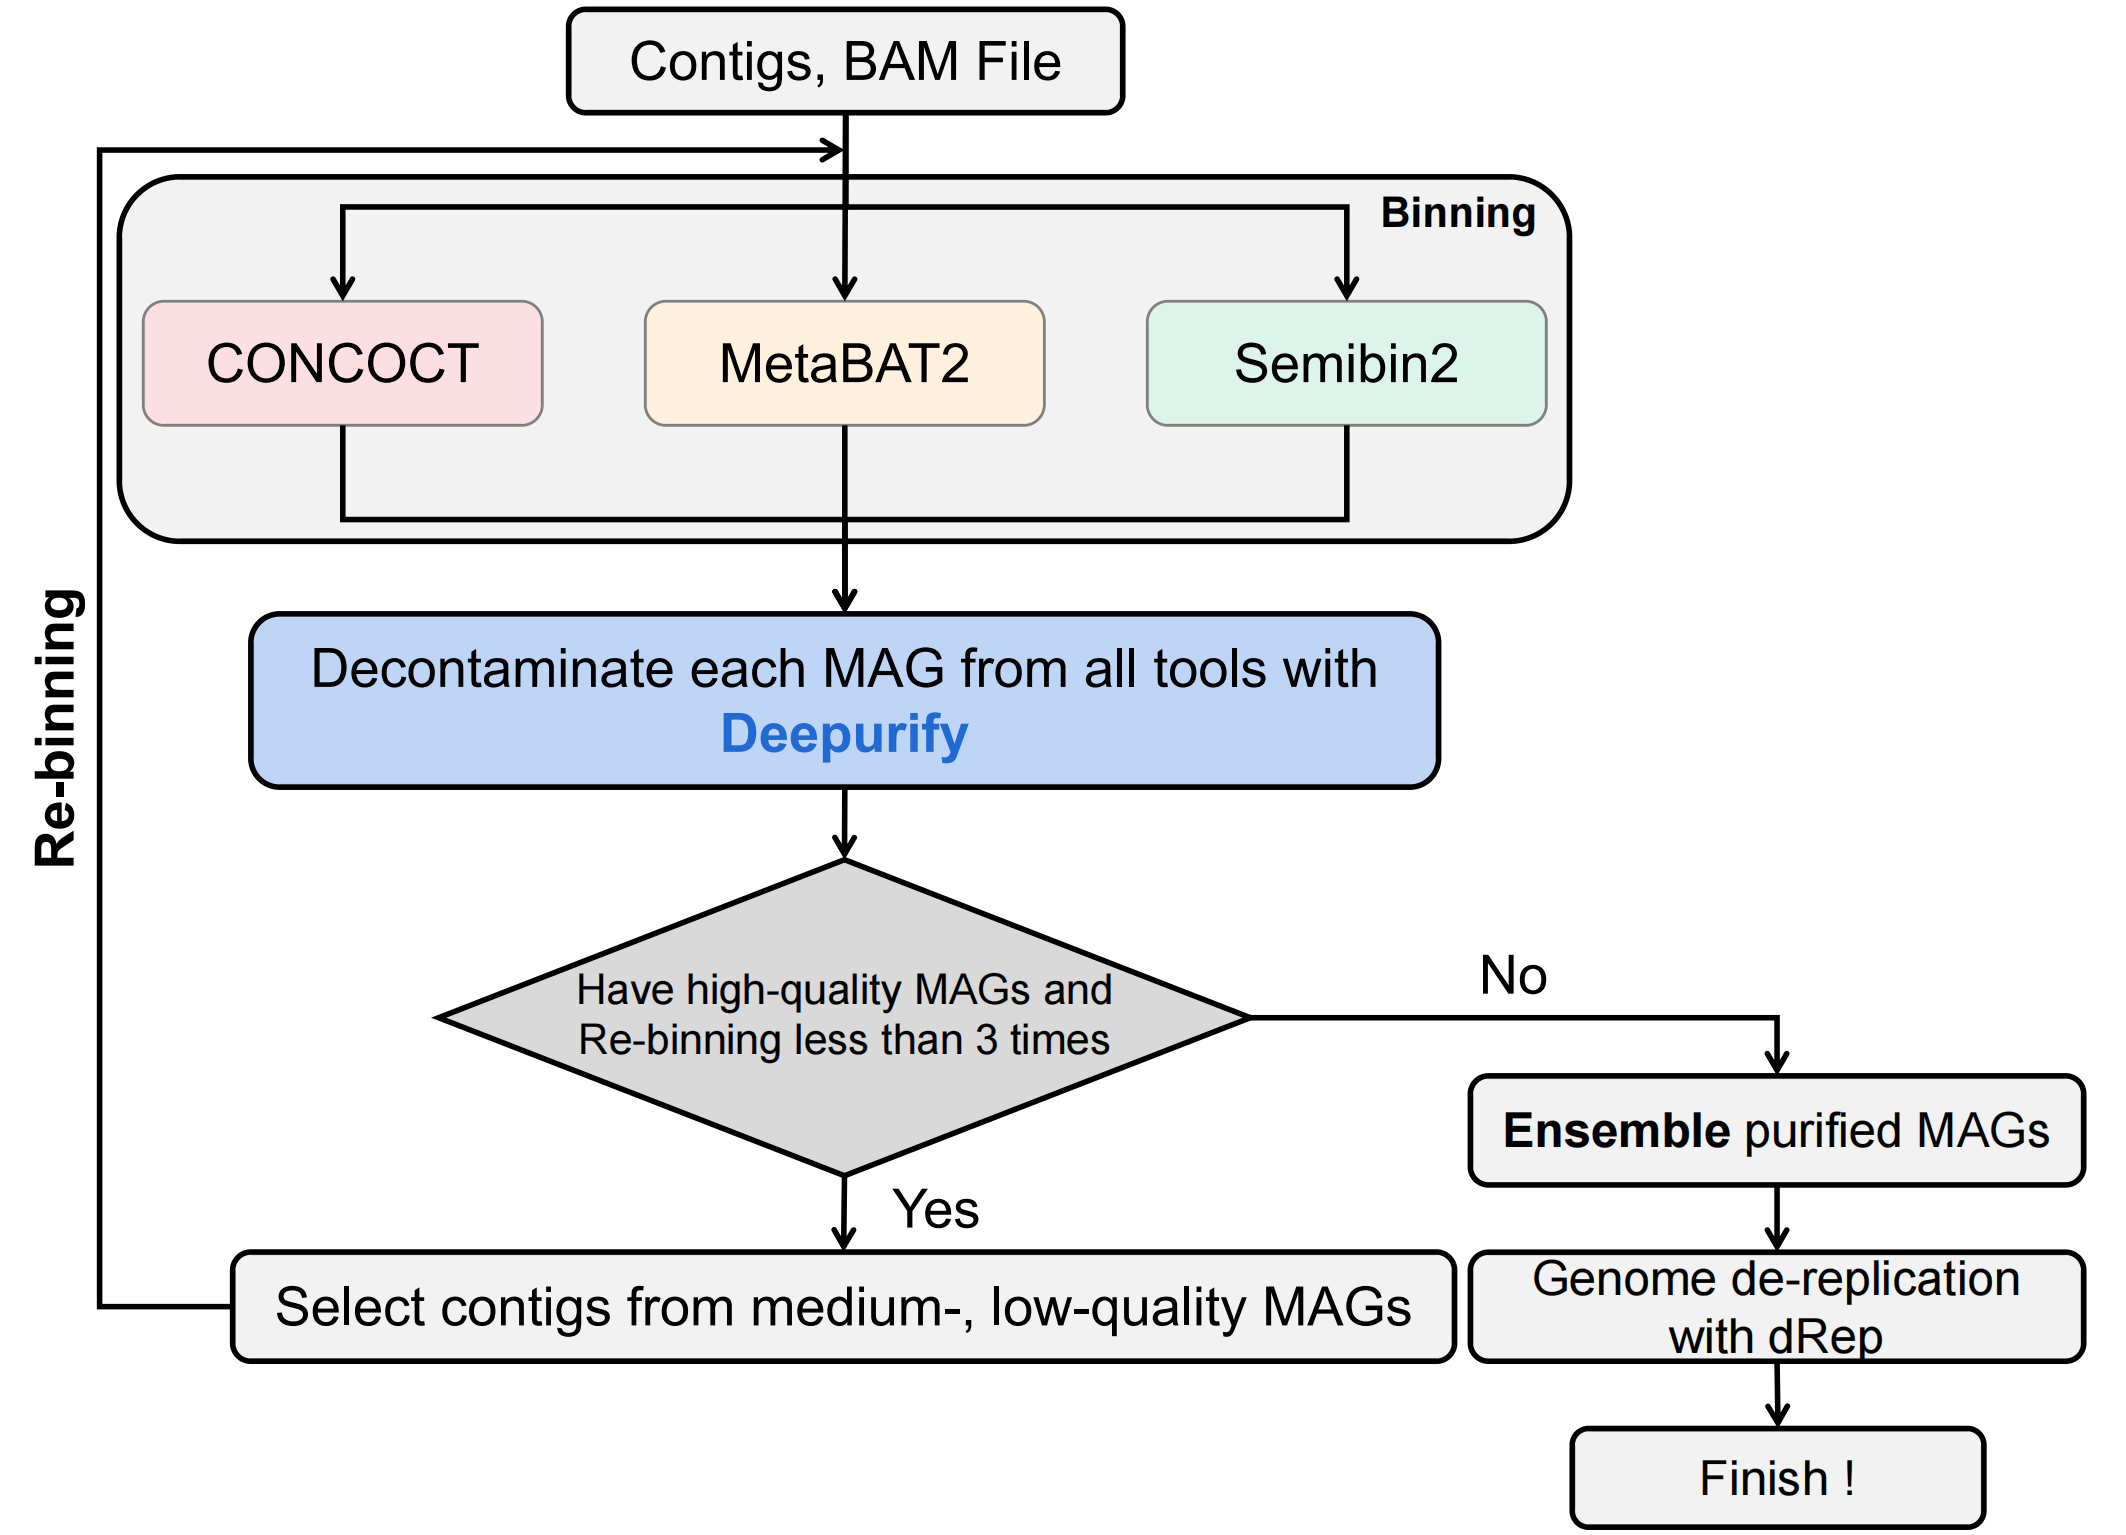 Contigs, BAM File
Binning
CONCOCT
MetaBAT2
Semibin2
Re-binning
Decontaminate each MAG from all tools with
Deepurify
Have high-quality MAGs and
Re-binning less than 3 times
No
Yes
Ensemble purified MAGs
Select contigs from medium-, low-quality MAGs
Genome de-replication
with dRep
Finish !